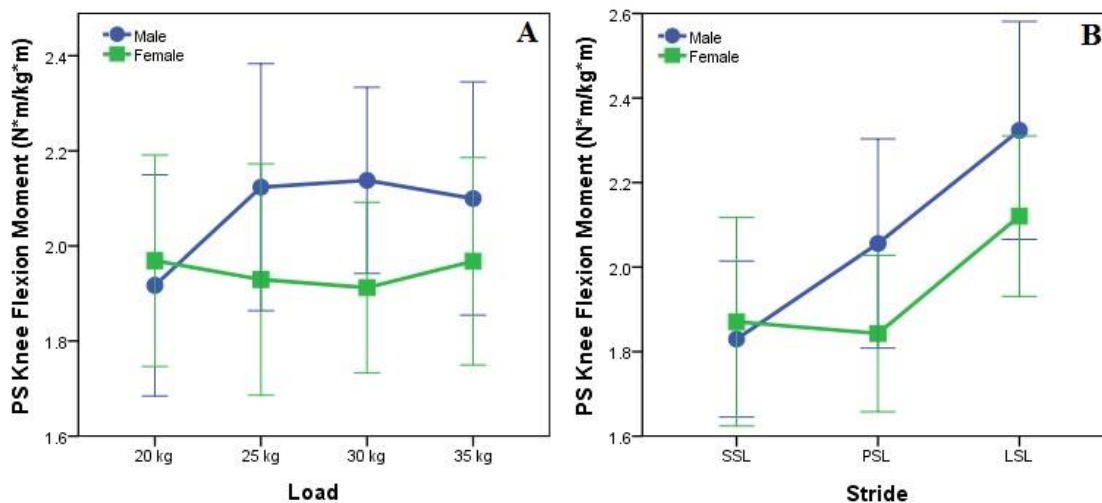 A
Male
Female
PS Knee Flexion Moment (N*m/kg*m)
2.4
2.2
2.0
1.8
1.6
20 kg
25 kg
30 kg
35 kg
Load
B
Male
Female
PS Knee Flexion Moment (N*m/kg*m)
2.6
2.4
2.2
2.0
1.8
1.6
SSL
PSL
LSL
Stride